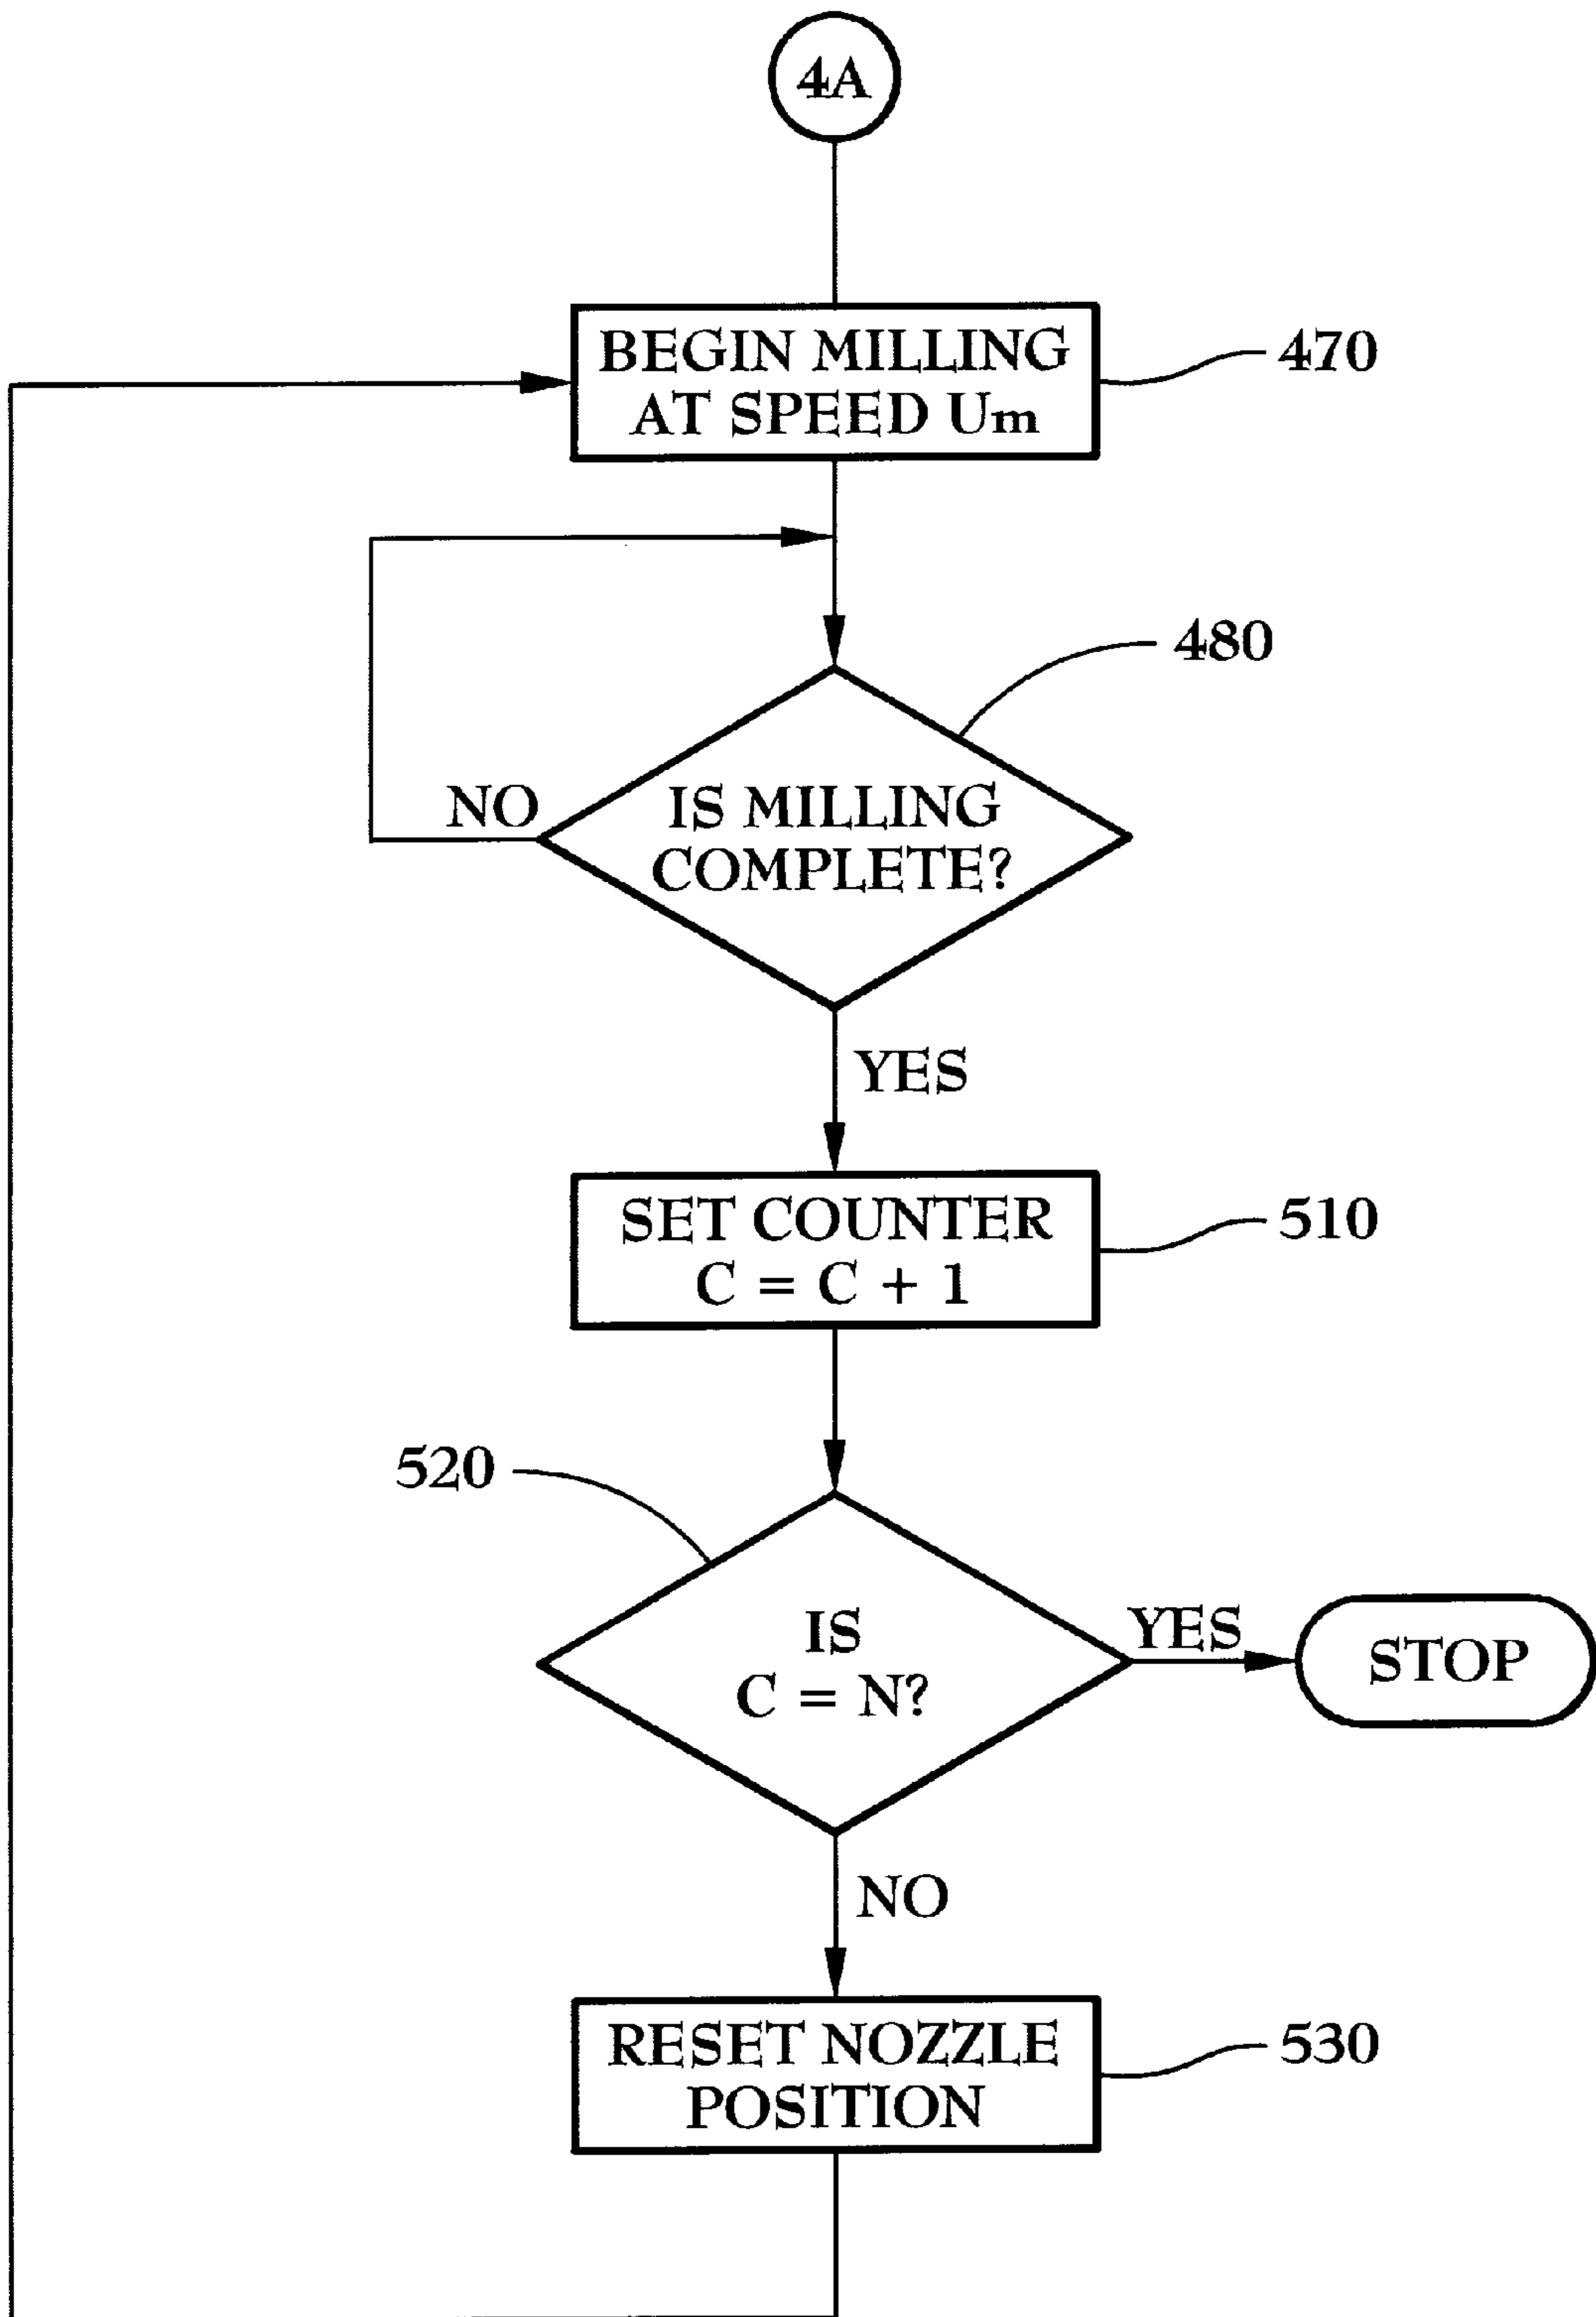 4A
BEGIN MILLING
AT SPEED Um
470
480
NO
IS MILLING
COMPLETE?
YES
SET COUNTER
C = C + 1
510
520
IS
C = N?
YES
STOP
NO
RESET NOZZLE
POSITION
530